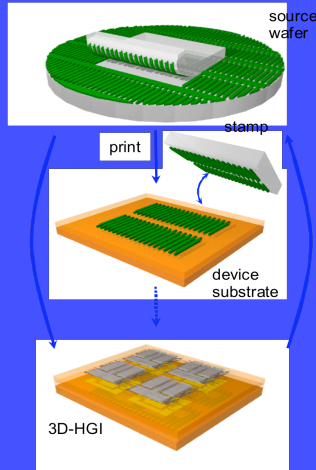 source
wafer
stamp
print
device
substrate
3D-HGI